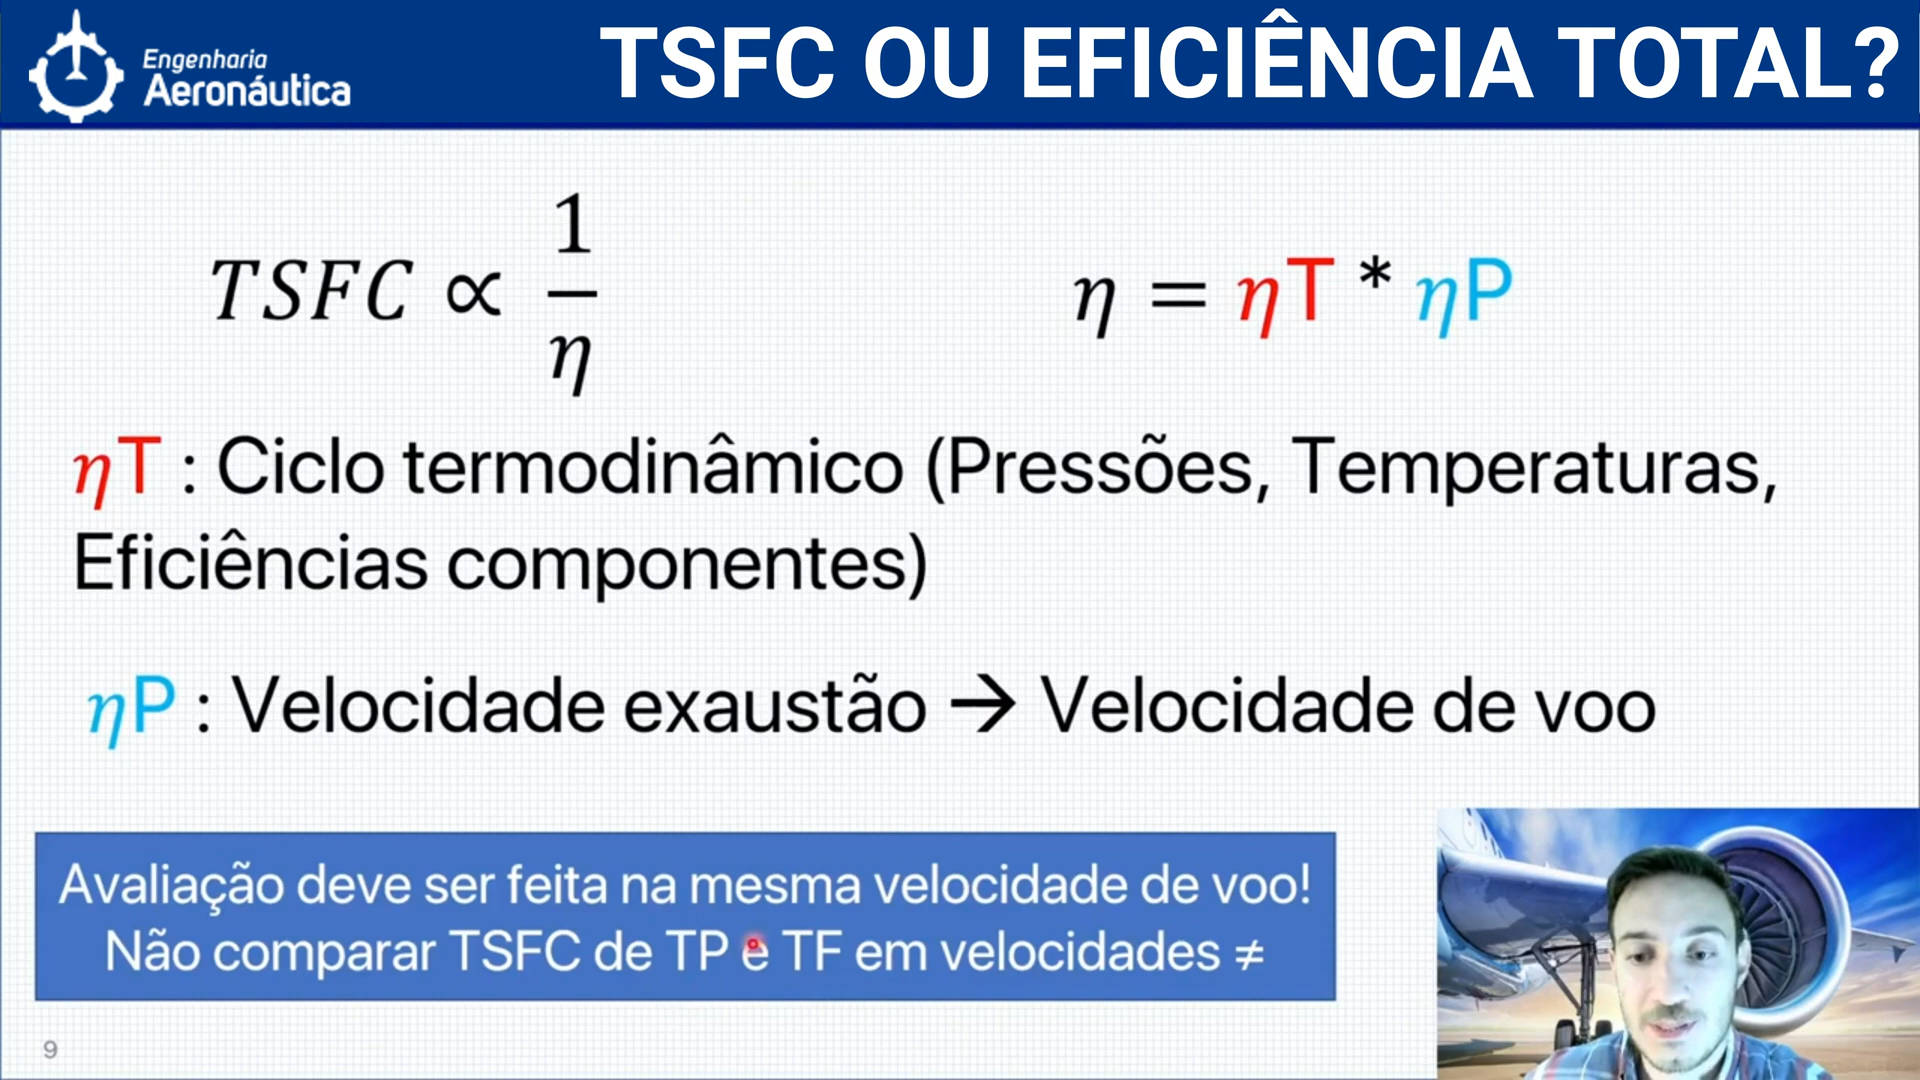 Engenharia
Aeronáutica
TSFC OU EFICIÊNCIA TOTAL?
TSFC ∝ 1/η
η = ηT * ηP
ηT : Ciclo termodinâmico (Pressões, Temperaturas,
Eficiências componentes)
ηP : Velocidade exaustão → Velocidade de voo
Avaliação deve ser feita na mesma velocidade de voo!
Não comparar TSFC de TP e TF em velocidades ≠
9